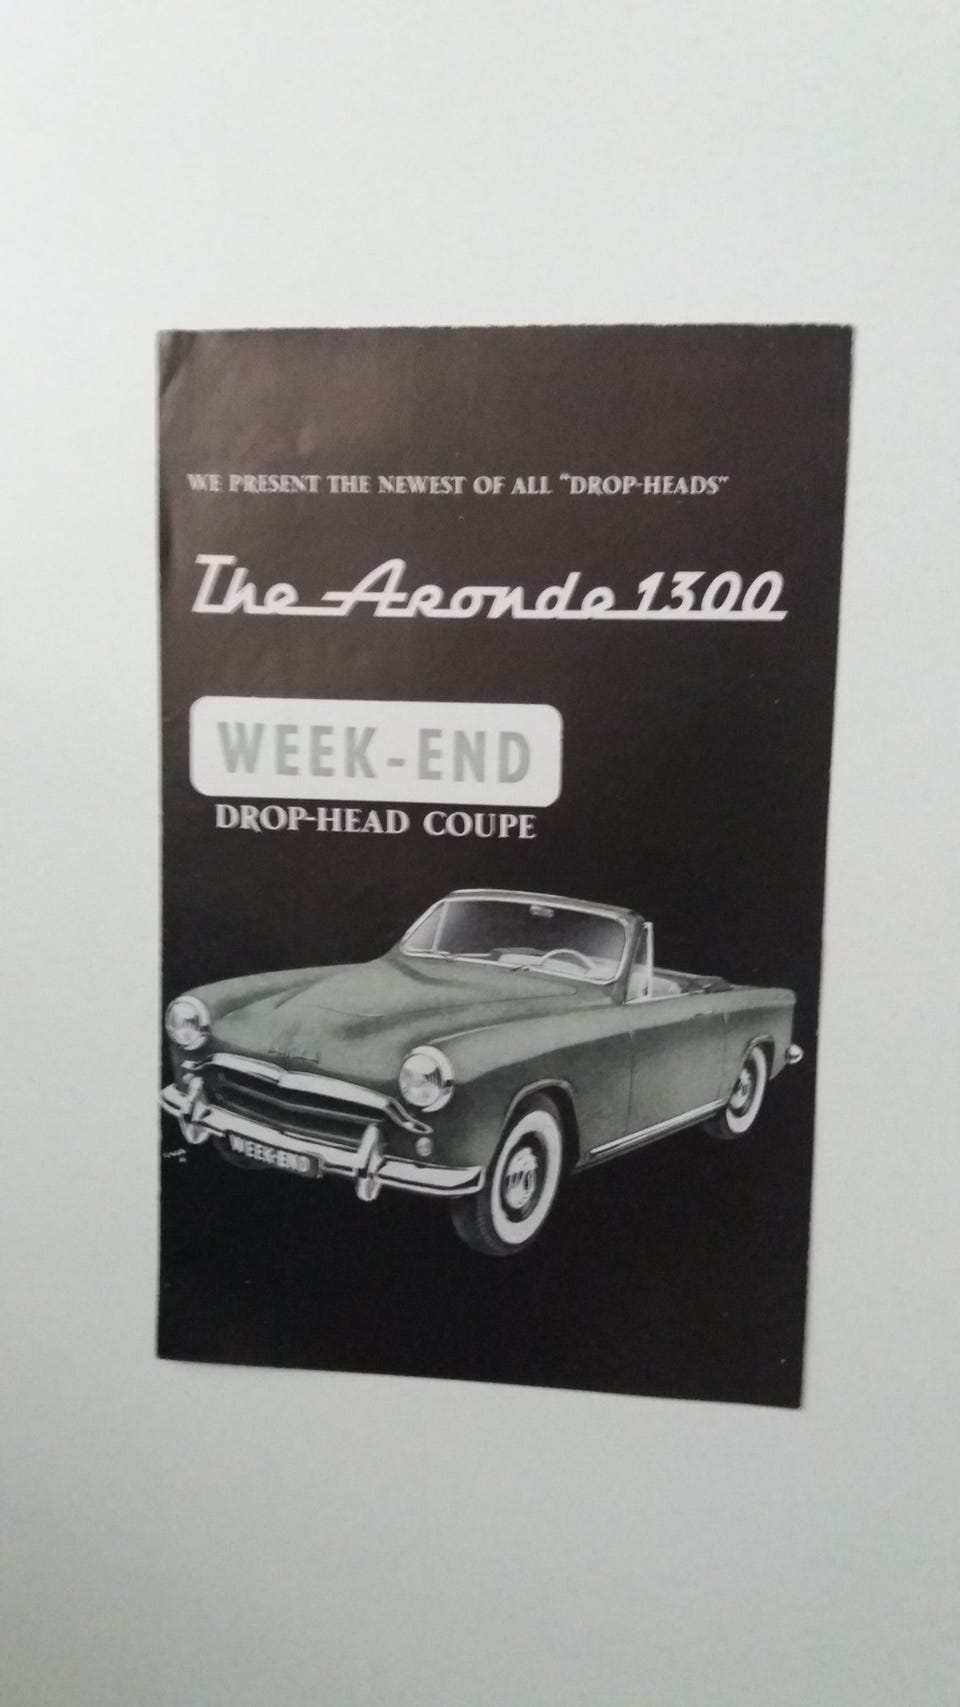 WE PRESENT THE NEWEST OF ALL "DROP-HEADS"
The Aronde 1300
WEEK-END
DROP-HEAD COUPE
WEEK-END